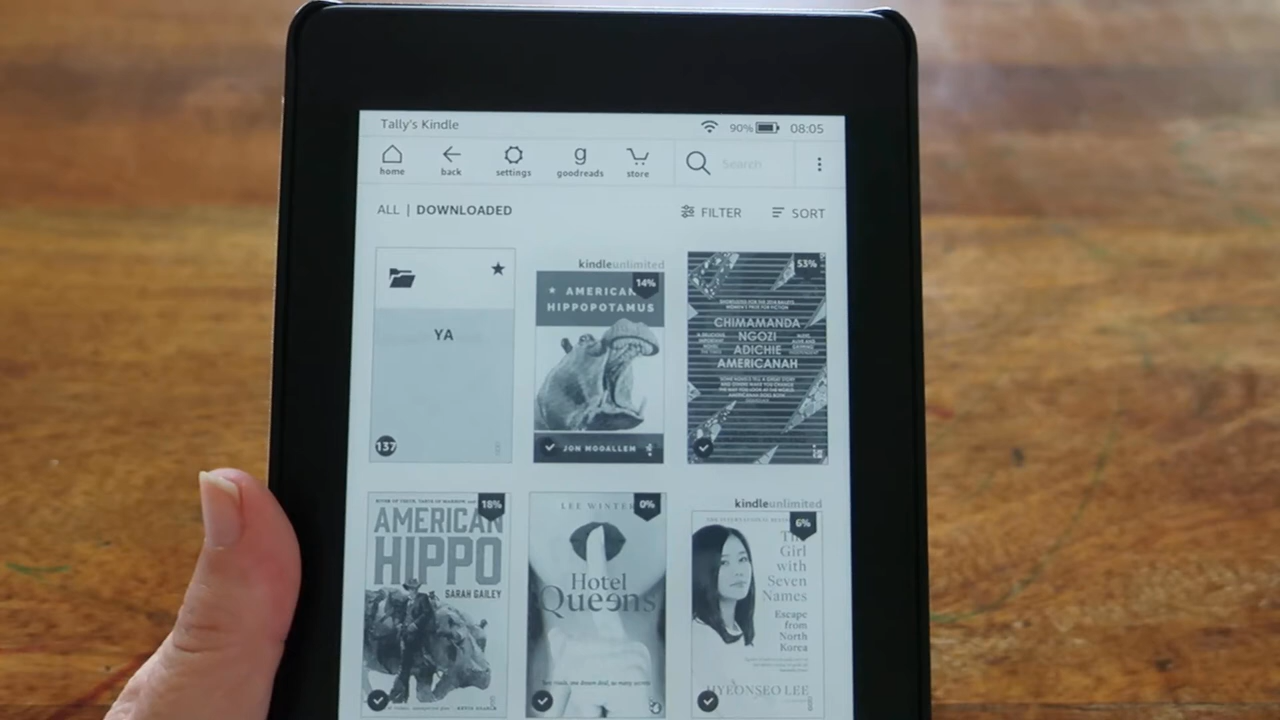 Tally's Kindle
90% 08:05
home back settings goodreads store Search
g
ALL | DOWNLOADED
FILTER SORT
YA
137
kindleunlimited
14%
AMERICAN
HIPPOPOTAMUS
JON MOOALLEM
53%
CHIMAMANDA
NGOZI
ADICHIE
AMERICANAH
18%
AMERICAN
HIPPO
SARAH GAILEY
0%
LEE WINTER
Hotel
Queens
kindleunlimited
6%
The
Girl
with
Seven
Names
Escape
from
North
Korea
HYEONSEO LEE